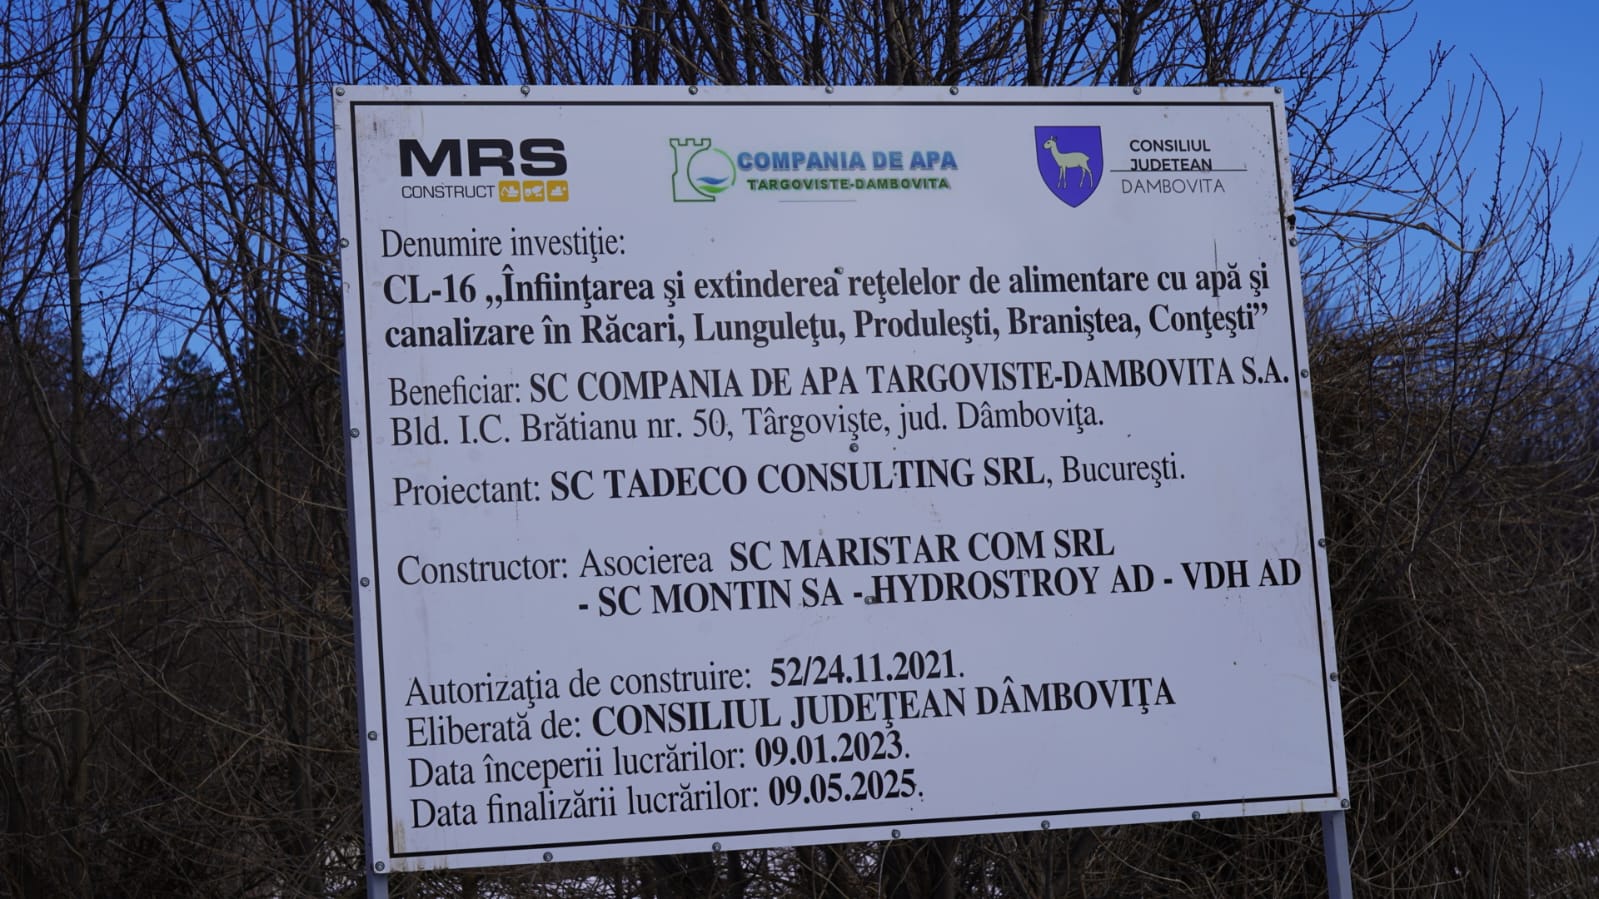 MRS
CONSTRUCT
COMPANIA DE APA
TARGOVISTE-DAMBOVITA
CONSILIUL
JUDETEAN
DAMBOVITA
Denumire investiţie:
CL-16 „Înfiinţarea şi extinderea reţelelor de alimentare cu apă şi
canalizare în Răcari, Lunguleţu, Produleşti, Braniştea, Conţeşti”
Beneficiar: SC COMPANIA DE APA TARGOVISTE-DAMBOVITA S.A.
Bld. I.C. Brătianu nr. 50, Târgovişte, jud. Dâmboviţa.
Proiectant: SC TADECO CONSULTING SRL, Bucureşti.
Constructor: Asocierea SC MARISTAR COM SRL
- SC MONTIN SA - HYDROSTROY AD - VDH AD
Autorizaţia de construire: 52/24.11.2021.
Eliberată de: CONSILIUL JUDEŢEAN DÂMBOVIŢA
Data începerii lucrărilor: 09.01.2023.
Data finalizării lucrărilor: 09.05.2025.